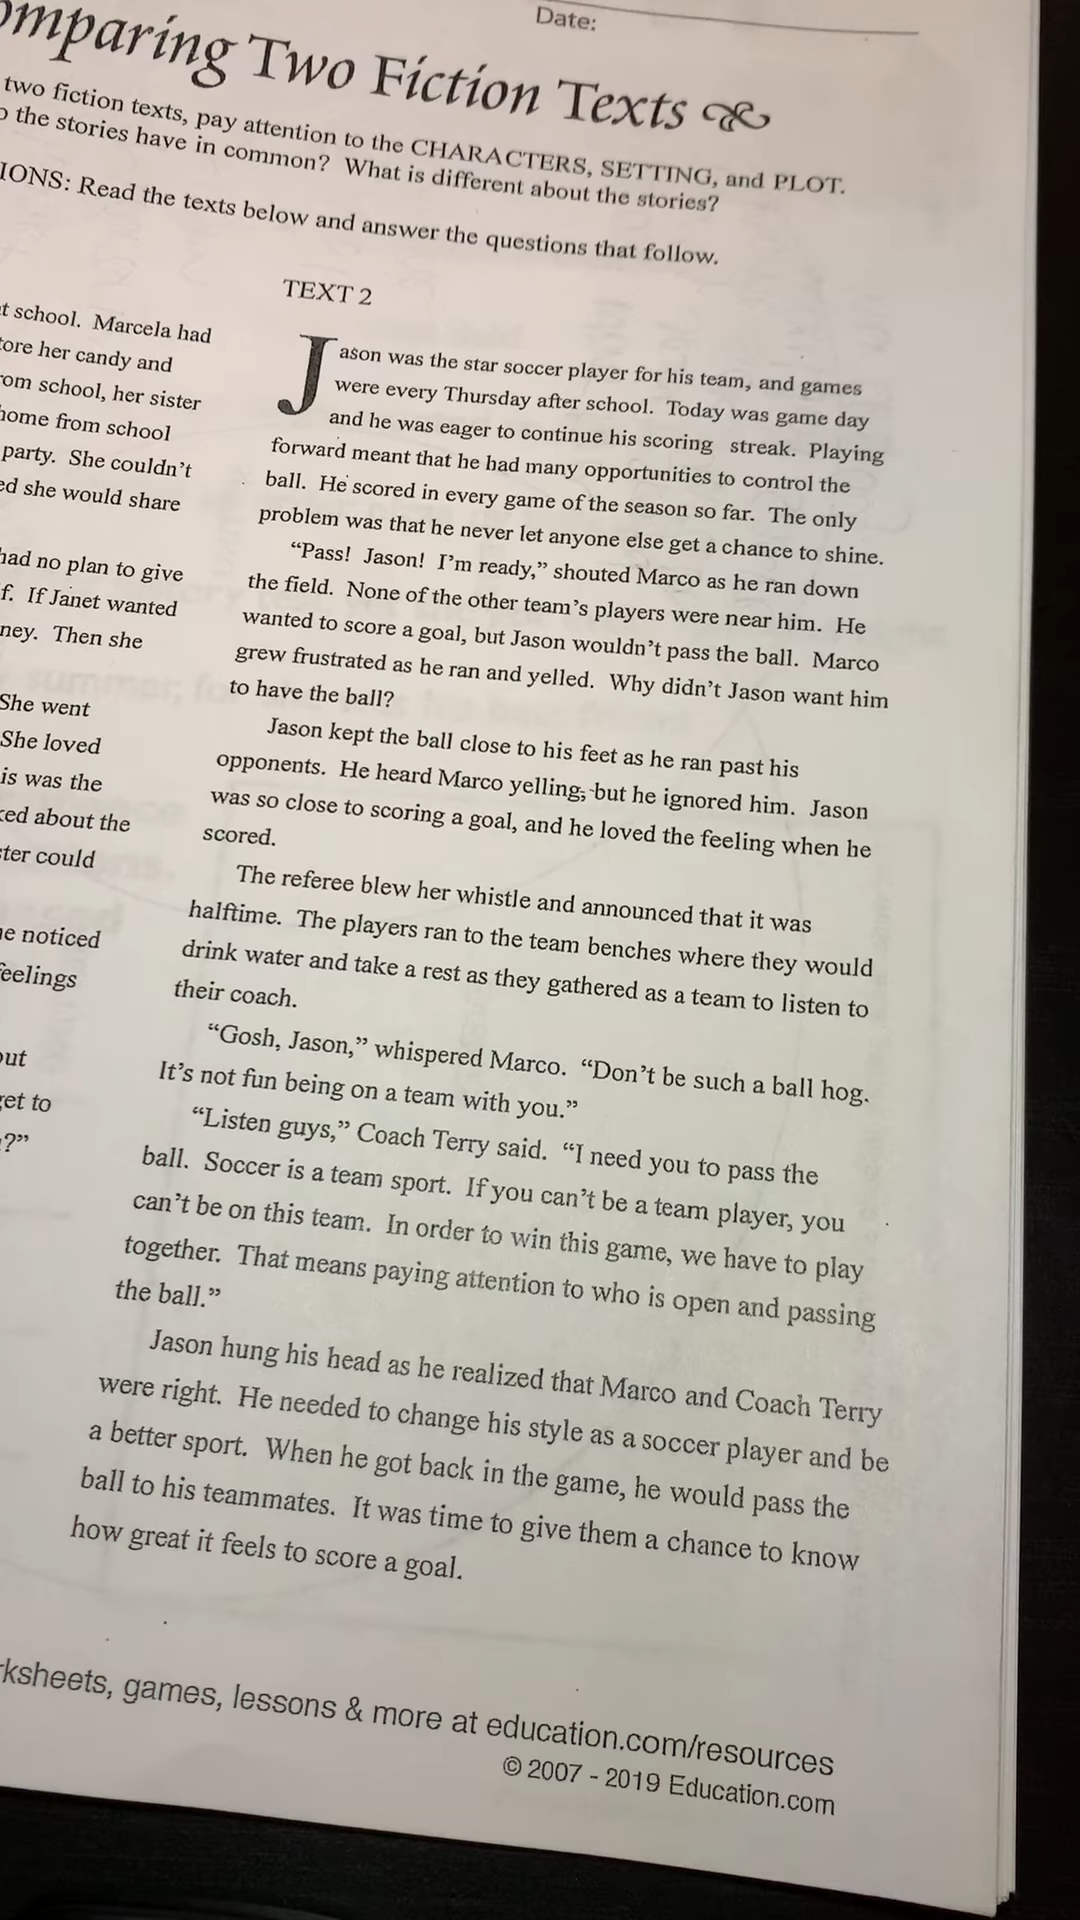 Date:
Comparing Two Fiction Texts
two fiction texts, pay attention to the CHARACTERS, SETTING, and PLOT.
the stories have in common? What is different about the stories?
Read the texts below and answer the questions that follow.
school. Marcela had
her candy and
school, her sister
home from school
party. She couldn't
she would share
had no plan to give
If Janet wanted
Then she
She went
She loved
is was the
about the
could
noticed
feelings
to
TEXT 2
Jason was the star soccer player for his team, and games
were every Thursday after school. Today was game day
and he was eager to continue his scoring streak. Playing
forward meant that he had many opportunities to control the
ball. He scored in every game of the season so far. The only
problem was that he never let anyone else get a chance to shine.
“Pass! Jason! I'm ready,” shouted Marco as he ran down
the field. None of the other team's players were near him. He
wanted to score a goal, but Jason wouldn't pass the ball. Marco
grew frustrated as he ran and yelled. Why didn't Jason want him
to have the ball?
Jason kept the ball close to his feet as he ran past his
opponents. He heard Marco yelling, but he ignored him. Jason
was so close to scoring a goal, and he loved the feeling when he
scored.
The referee blew her whistle and announced that it was
halftime. The players ran to the team benches where they would
drink water and take a rest as they gathered as a team to listen to
their coach.
“Gosh, Jason,” whispered Marco. “Don't be such a ball hog.
It's not fun being on a team with you.”
“Listen guys,” Coach Terry said. “I need you to pass the
ball. Soccer is a team sport. If you can't be a team player, you
can't be on this team. In order to win this game, we have to play
together. That means paying attention to who is open and passing
the ball.”
Jason hung his head as he realized that Marco and Coach Terry
were right. He needed to change his style as a soccer player and be
a better sport. When he got back in the game, he would pass the
ball to his teammates. It was time to give them a chance to know
how great it feels to score a goal.
games, lessons & more at education.com/resources
© 2007 - 2019 Education.com